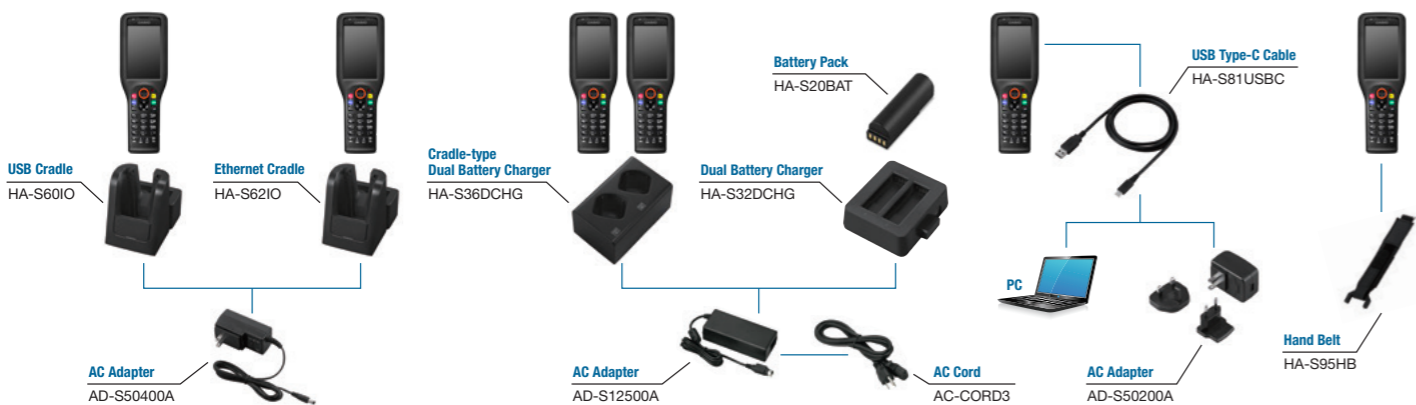 USB Cradle
HA-S60IO
Ethernet Cradle
HA-S62IO
Cradle-type
Dual Battery Charger
HA-S36DCHG
Battery Pack
HA-S20BAT
Dual Battery Charger
HA-S32DCHG
USB Type-C Cable
HA-S81USBC
PC
AC Adapter
AD-S50400A
AC Adapter
AD-S12500A
AC Cord
AC-CORD3
AC Adapter
AD-S50200A
Hand Belt
HA-S95HB